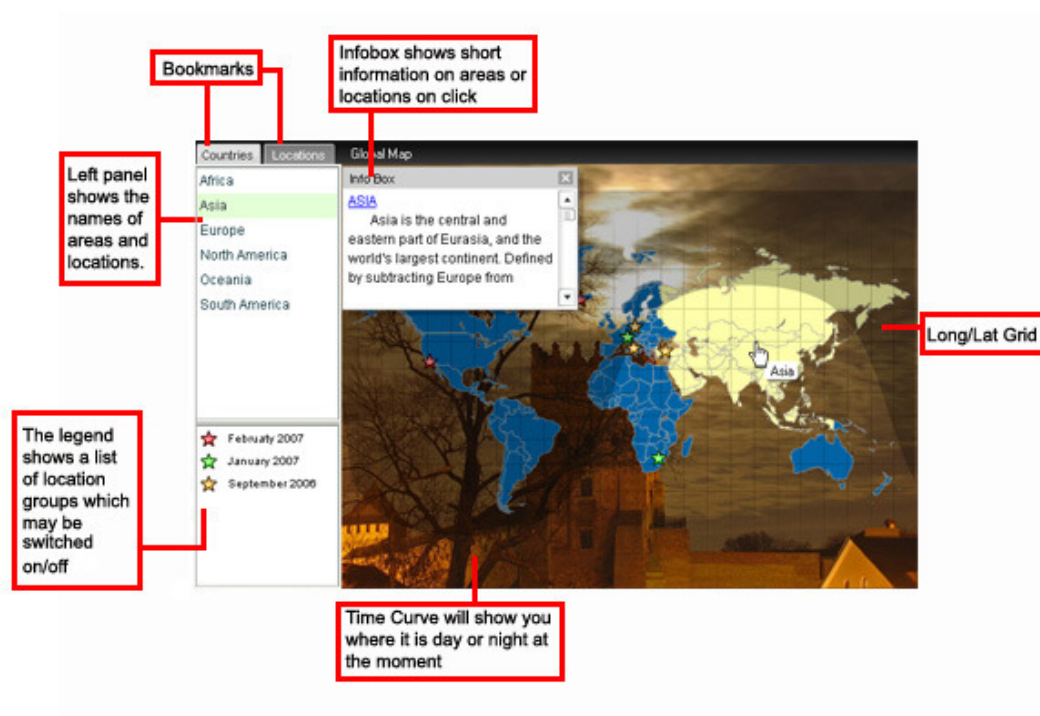 Infobox shows short
information on areas or
locations on click
Bookmarks
Countries
Locations
Global Map
Left panel
shows the
names of
areas and
locations.
Africa
Asia
Europe
North America
Oceania
South America
Info Box
ASIA
Asia is the central and
eastern part of Eurasia, and the
world's largest continent. Defined
by subtracting Europe from
Asia
Long/Lat Grid
The legend
shows a list
of location
groups which
may be
switched
on/off
Februaty 2007
January 2007
September 2006
Time Curve will show you
where it is day or night at
the moment